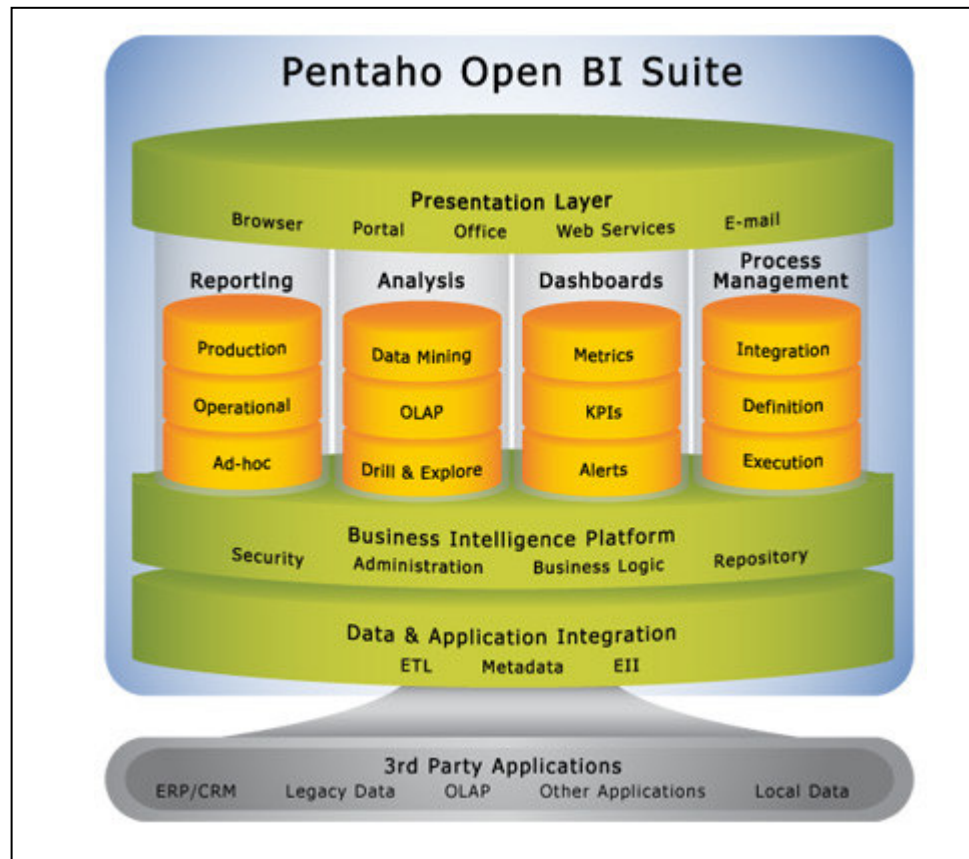 Pentaho Open BI Suite
Presentation Layer
Browser Portal Office Web Services E-mail
Reporting Analysis Dashboards Process Management
Production Data Mining Metrics Integration
Operational OLAP KPIs Definition
Ad-hoc Drill & Explore Alerts Execution
Business Intelligence Platform
Security Administration Business Logic Repository
Data & Application Integration
ETL Metadata EII
3rd Party Applications
ERP/CRM Legacy Data OLAP Other Applications Local Data